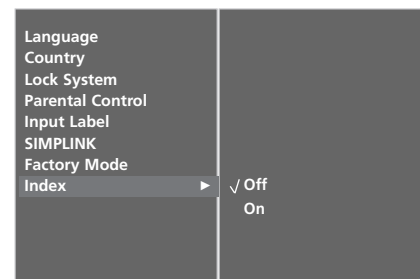 Language
Country
Lock System
Parental Control
Input Label
SIMPLINK
Factory Mode
Index ► √ Off
On